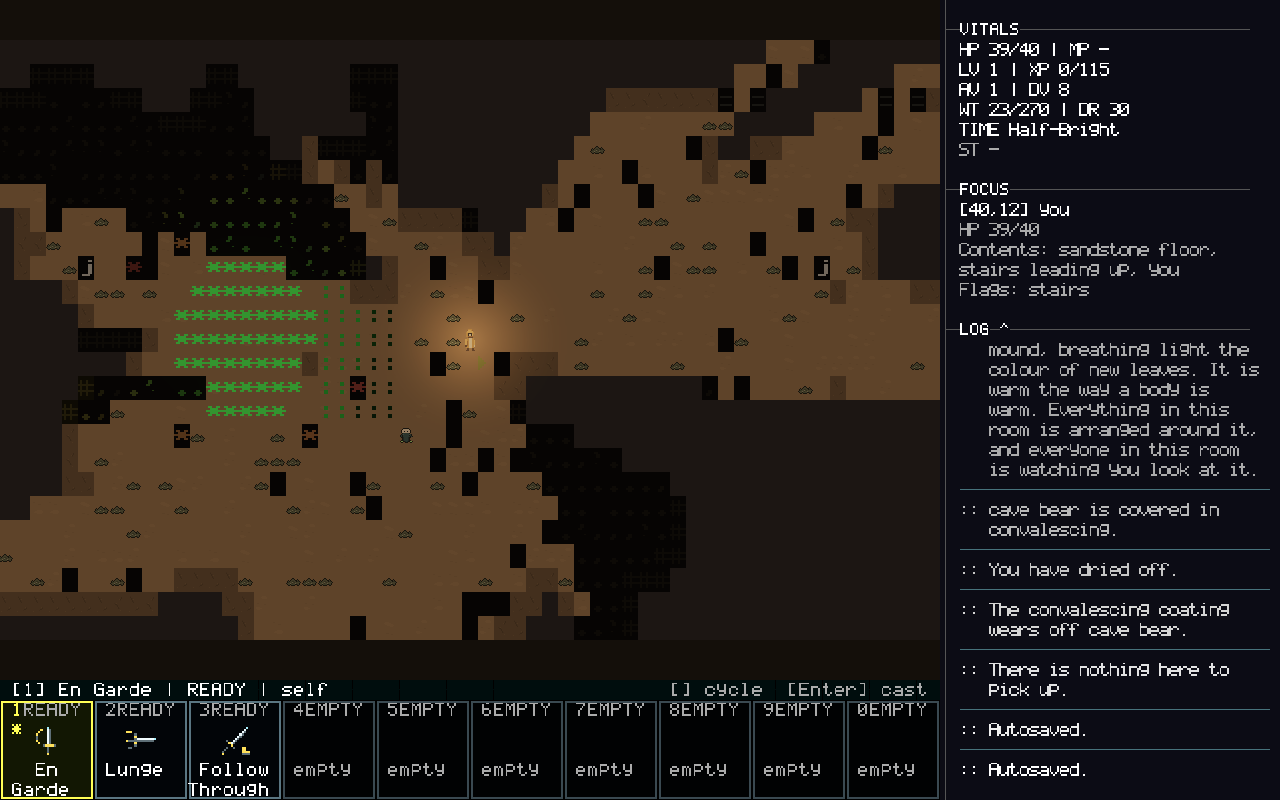 VITALS
HP 39/40 | MP -
LV 1 | XP 0/115
AV 1 | DV 8
WT 23/270 | DR 30
TIME Half-Bright
ST -
FOCUS
[40,12] You
HP 39/40
Contents: sandstone floor,
stairs leading up, You
Flags: stairs
LOG ^
mound, breathing light the
colour of new leaves. It is
warm the way a body is
warm. Everything in this
room is arranged around it,
and everyone in this room
is watching you look at it.
:: cave bear is covered in
convalescing.
:: You have dried off.
:: The convalescing coating
wears off cave bear.
:: There is nothing here to
Pick up.
:: Autosaved.
:: Autosaved.
j
j
[1] En Garde | READY | self
[] cycle [Enter] cast
1READY 2READY 3READY 4EMPTY 5EMPTY 6EMPTY 7EMPTY 8EMPTY 9EMPTY 0EMPTY
*
En Lunge Follow empty empty empty empty empty empty empty
Garde Through